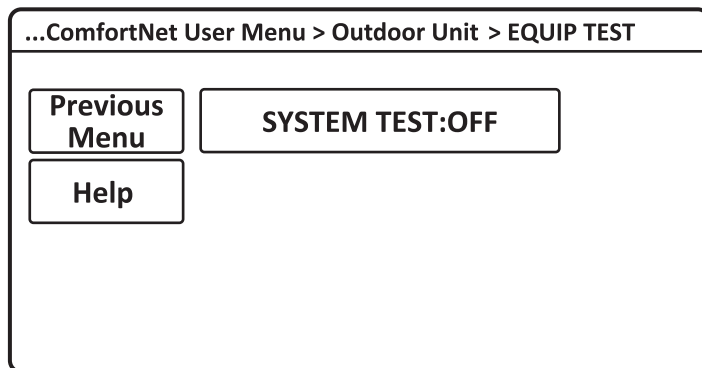 ...ComfortNet User Menu > Outdoor Unit > EQUIP TEST
Previous
Menu
SYSTEM TEST:OFF
Help